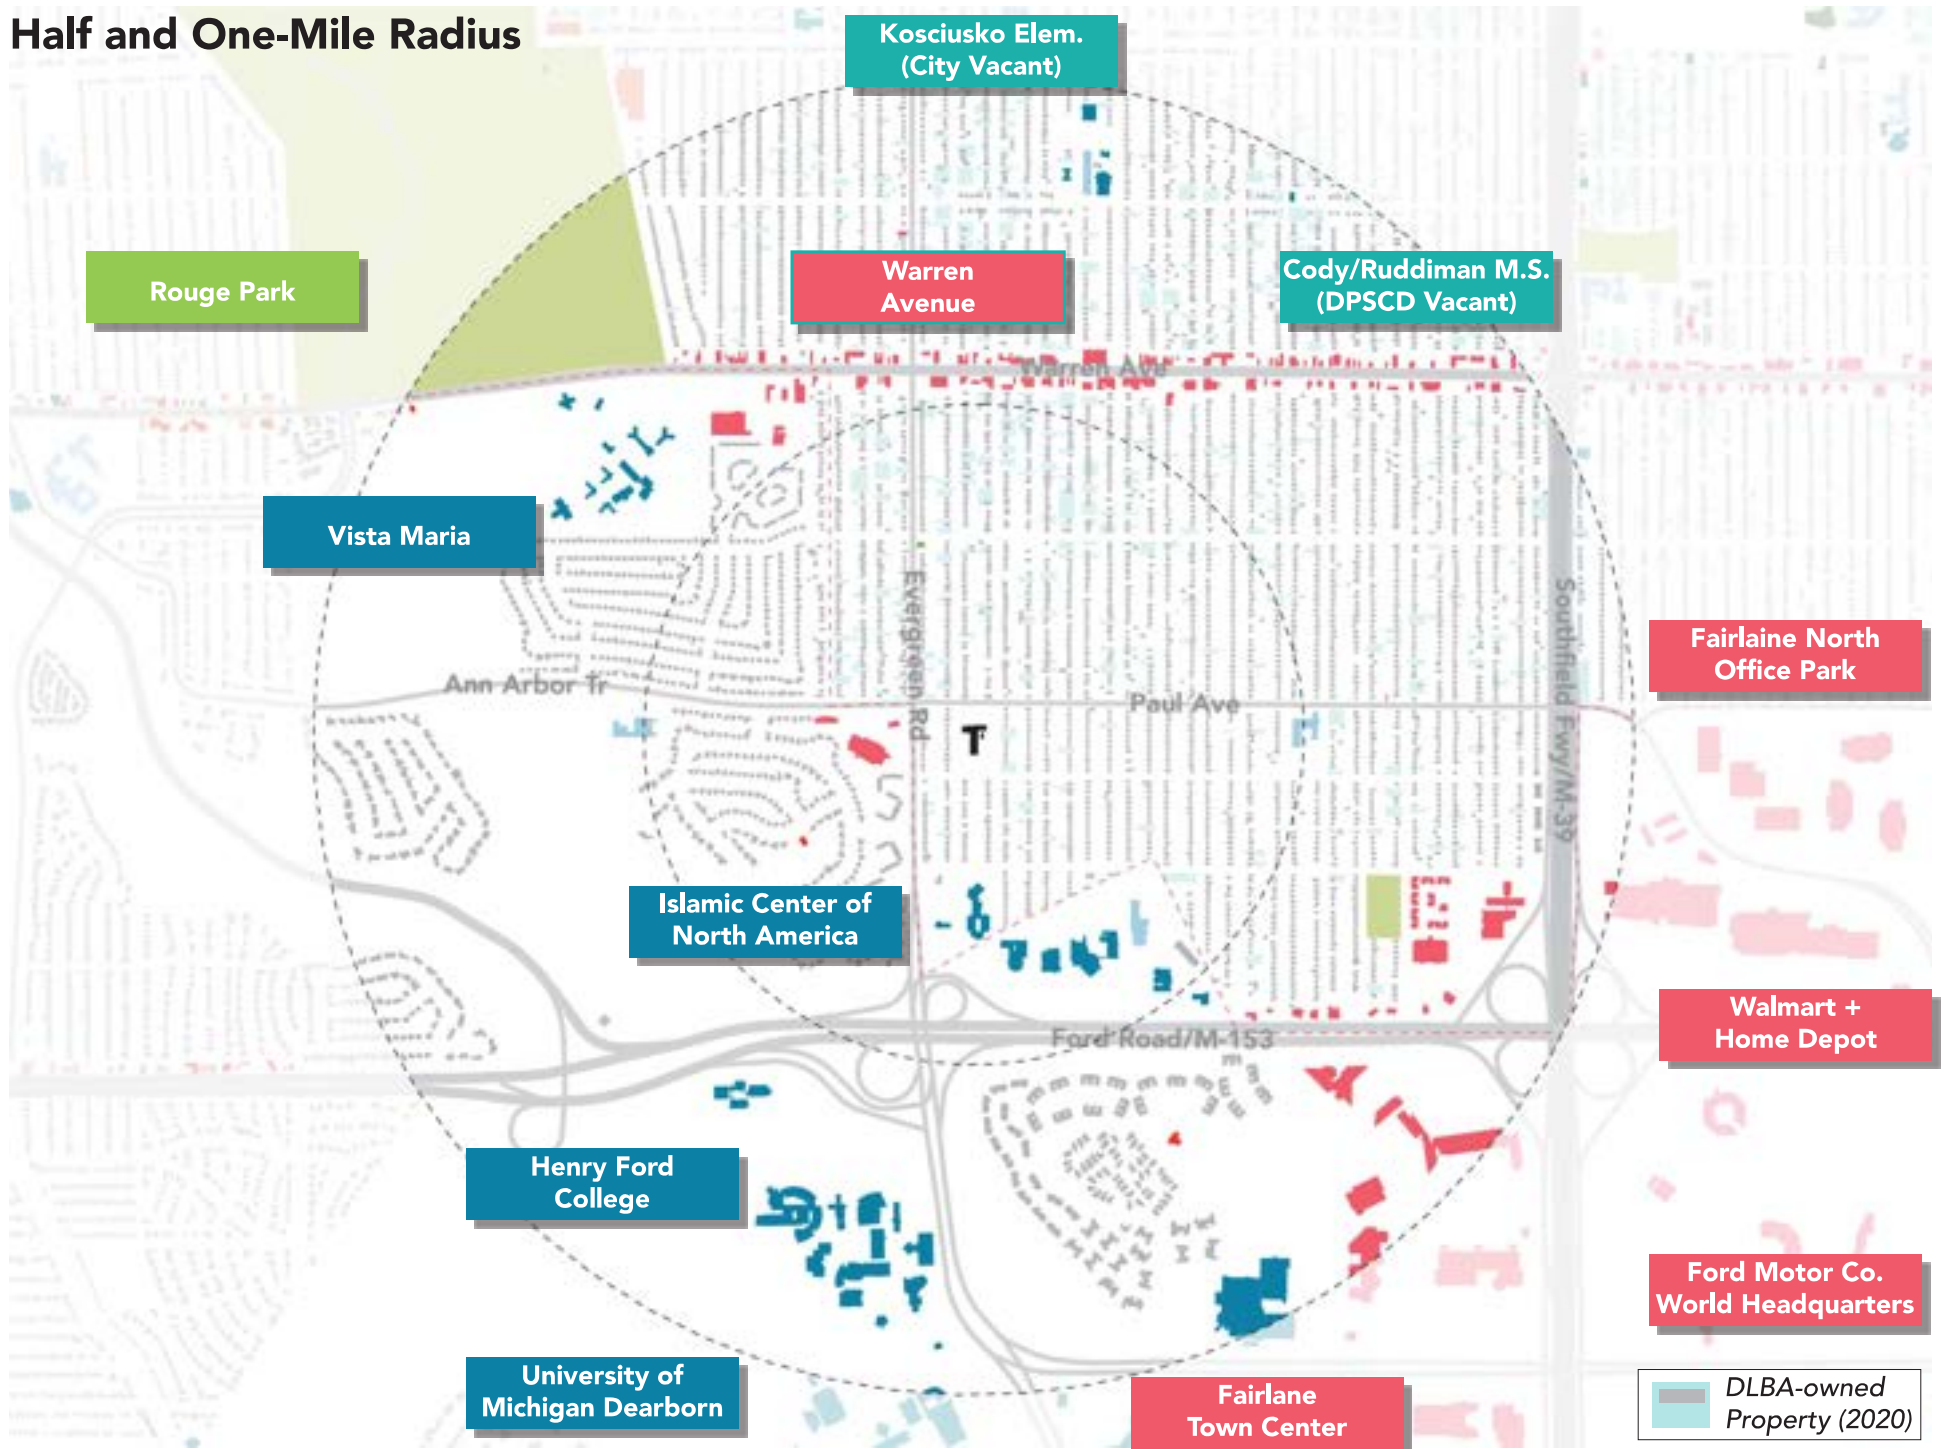 Half and One-Mile Radius
Kosciusko Elem.
(City Vacant)
Rouge Park
Warren
Avenue
Cody/Ruddiman M.S.
(DPSCD Vacant)
Warren Ave
Vista Maria
Evergreen Rd
Southfield Fwy/M-39
Fairlaine North
Office Park
Ann Arbor Tr
Paul Ave
Islamic Center of
North America
Walmart +
Home Depot
Ford Road/M-153
Henry Ford
College
Ford Motor Co.
World Headquarters
University of
Michigan Dearborn
Fairlane
Town Center
DLBA-owned
Property (2020)